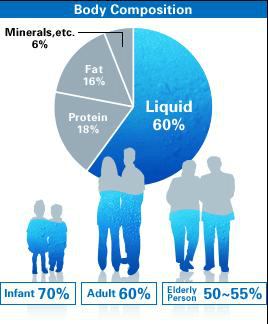 Body Composition
Minerals,etc.
6%
Fat
16%
Liquid
60%
Protein
18%
Infant 70%
Adult 60%
Elderly
Person 50~55%